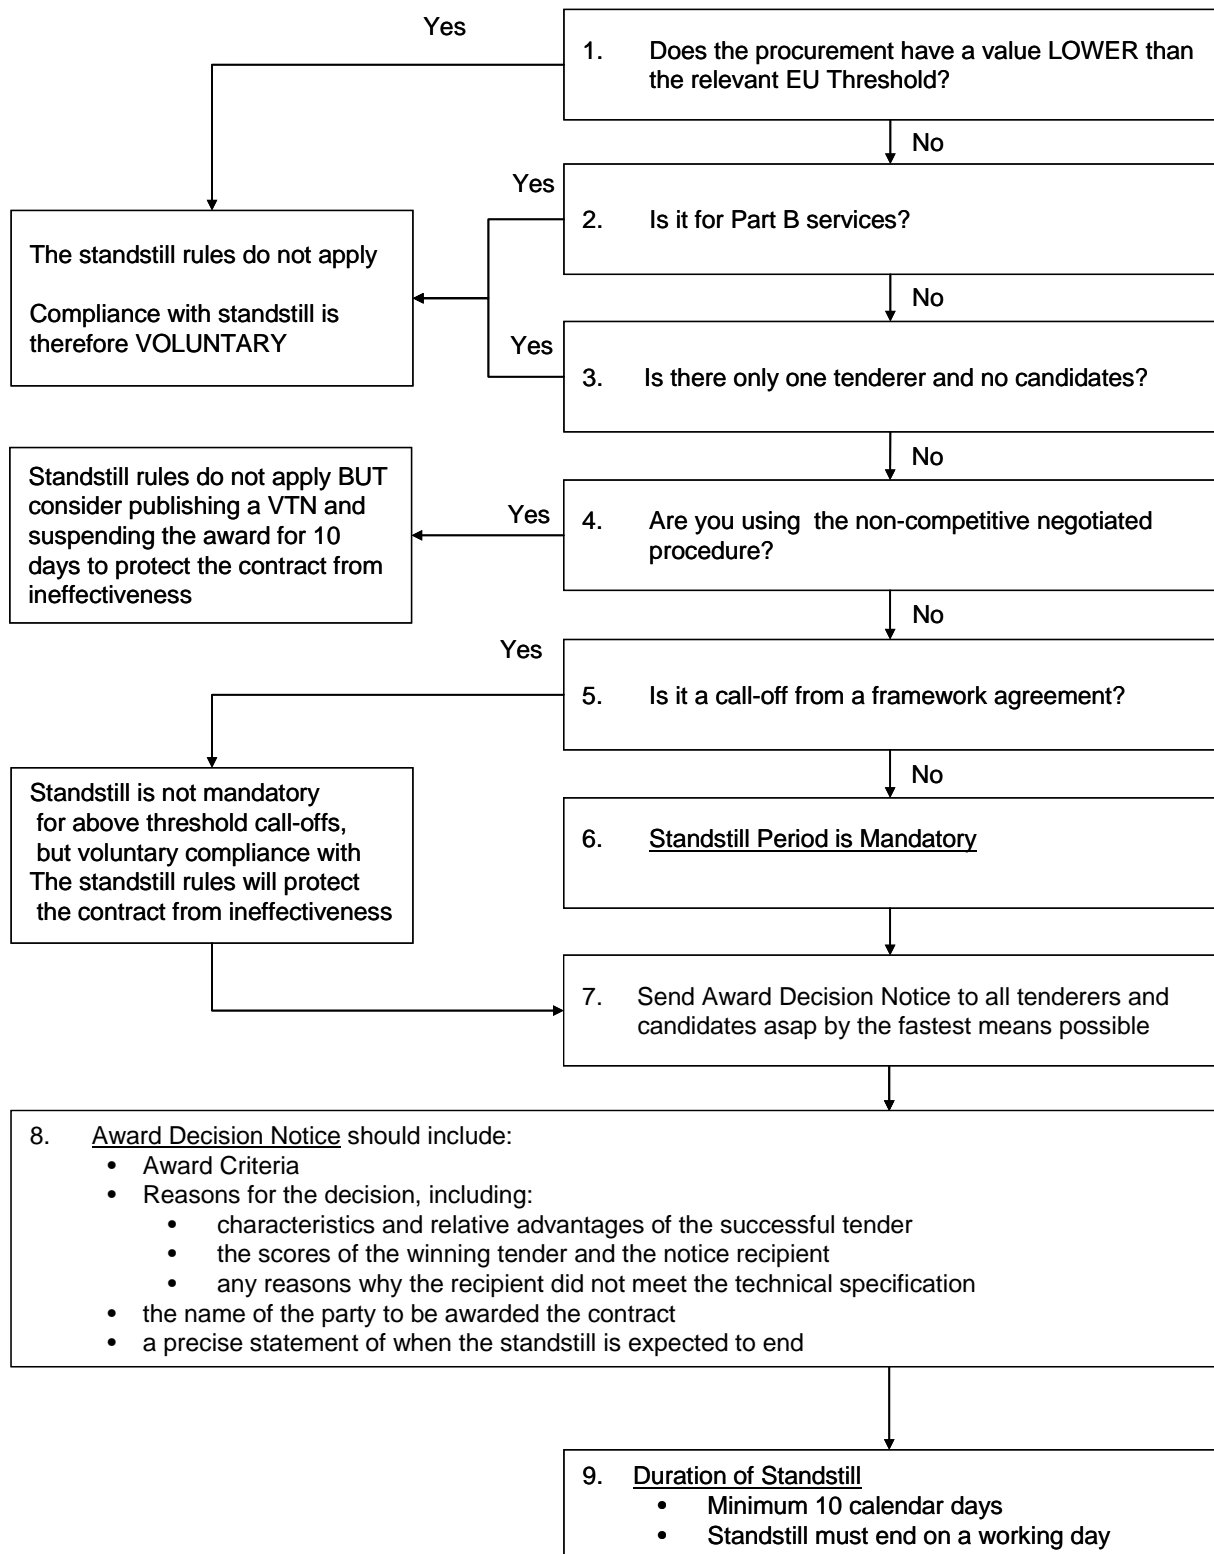 Yes
1. Does the procurement have a value LOWER than
the relevant EU Threshold?
No
Yes
2. Is it for Part B services?
The standstill rules do not apply
Compliance with standstill is
therefore VOLUNTARY
No
Yes
3. Is there only one tenderer and no candidates?
No
Standstill rules do not apply BUT
consider publishing a VTN and
suspending the award for 10
days to protect the contract from
ineffectiveness
Yes
4. Are you using the non-competitive negotiated
procedure?
No
Yes
5. Is it a call-off from a framework agreement?
No
Standstill is not mandatory
for above threshold call-offs,
but voluntary compliance with
The standstill rules will protect
the contract from ineffectiveness
6. Standstill Period is Mandatory
7. Send Award Decision Notice to all tenderers and
candidates asap by the fastest means possible
8. Award Decision Notice should include:
• Award Criteria
• Reasons for the decision, including:
• characteristics and relative advantages of the successful tender
• the scores of the winning tender and the notice recipient
• any reasons why the recipient did not meet the technical specification
• the name of the party to be awarded the contract
• a precise statement of when the standstill is expected to end
9. Duration of Standstill
• Minimum 10 calendar days
• Standstill must end on a working day